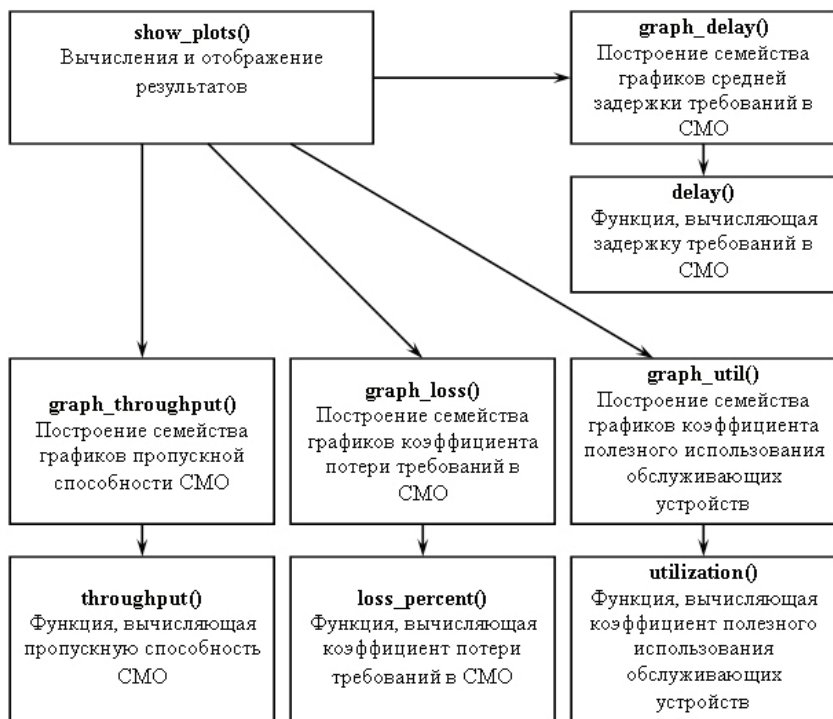 show_plots()
Вычисления и отображение
результатов
graph_delay()
Построение семейства
графиков средней
задержки требований в
СМО
delay()
Функция, вычисляющая
задержку требований в
СМО
graph_throughput()
Построение семейства
графиков пропускной
способности СМО
graph_loss()
Построение семейства
графиков коэффициента
потери требований в
СМО
graph_util()
Построение семейства
графиков коэффициента
полезного использования
обслуживающих
устройств
throughput()
Функция, вычисляющая
пропускную способность
СМО
loss_percent()
Функция, вычисляющая
коэффициент потери
требований в СМО
utilization()
Функция, вычисляющая
коэффициент полезного
использования
обслуживающих
устройств